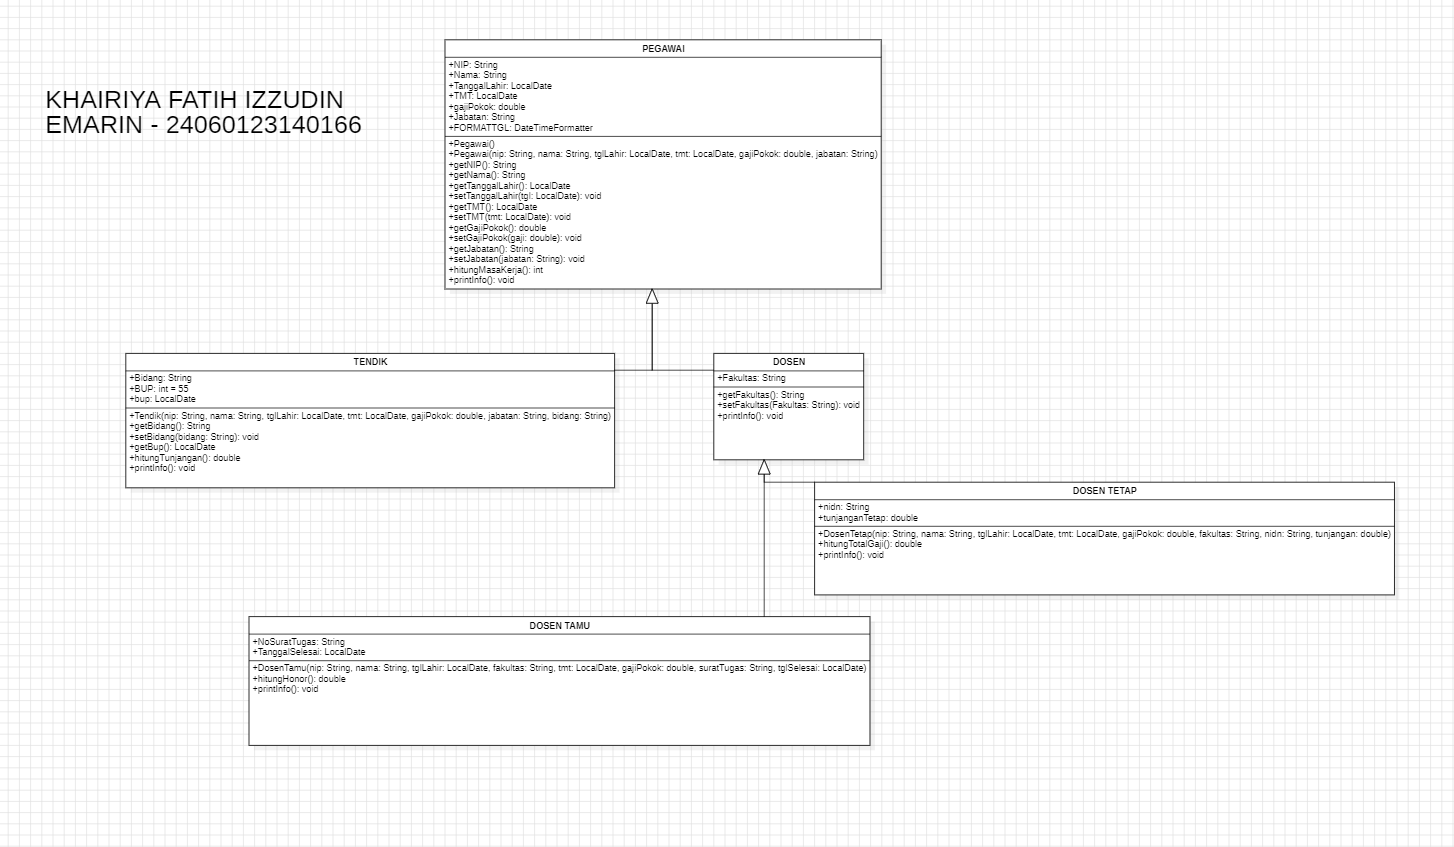 KHAIRIYA FATIH IZZUDIN
EMARIN - 24060123140166
PEGAWAI
+NIP: String
+Nama: String
+TanggalLahir: LocalDate
+TMT: LocalDate
+gajiPokok: double
+Jabatan: String
+FORMATTGL: DateTimeFormatter
+Pegawai()
+Pegawai(nip: String, nama: String, tglLahir: LocalDate, tmt: LocalDate, gajiPokok: double, jabatan: String)
+getNIP(): String
+getNama(): String
+getTanggalLahir(): LocalDate
+setTanggalLahir(tgl: LocalDate): void
+getTMT(): LocalDate
+setTMT(tmt: LocalDate): void
+getGajiPokok(): double
+setGajiPokok(gaji: double): void
+getJabatan(): String
+setJabatan(jabatan: String): void
+hitungMasaKerja(): int
+printInfo(): void
TENDIK
+Bidang: String
+BUP: int = 55
+bup: LocalDate
+Tendik(nip: String, nama: String, tglLahir: LocalDate, tmt: LocalDate, gajiPokok: double, jabatan: String, bidang: String)
+getBidang(): String
+setBidang(bidang: String): void
+getBup(): LocalDate
+hitungTunjangan(): double
+printInfo(): void
DOSEN
+Fakultas: String
+getFakultas(): String
+setFakultas(Fakultas: String): void
+printInfo(): void
DOSEN TETAP
+nidn: String
+tunjanganTetap: double
+DosenTetap(nip: String, nama: String, tglLahir: LocalDate, tmt: LocalDate, gajiPokok: double, fakultas: String, nidn: String, tunjangan: double)
+hitungTotalGaji(): double
+printInfo(): void
DOSEN TAMU
+NoSuratTugas: String
+TanggalSelesai: LocalDate
+DosenTamu(nip: String, nama: String, tglLahir: LocalDate, fakultas: String, tmt: LocalDate, gajiPokok: double, suratTugas: String, tglSelesai: LocalDate)
+hitungHonor(): double
+printInfo(): void